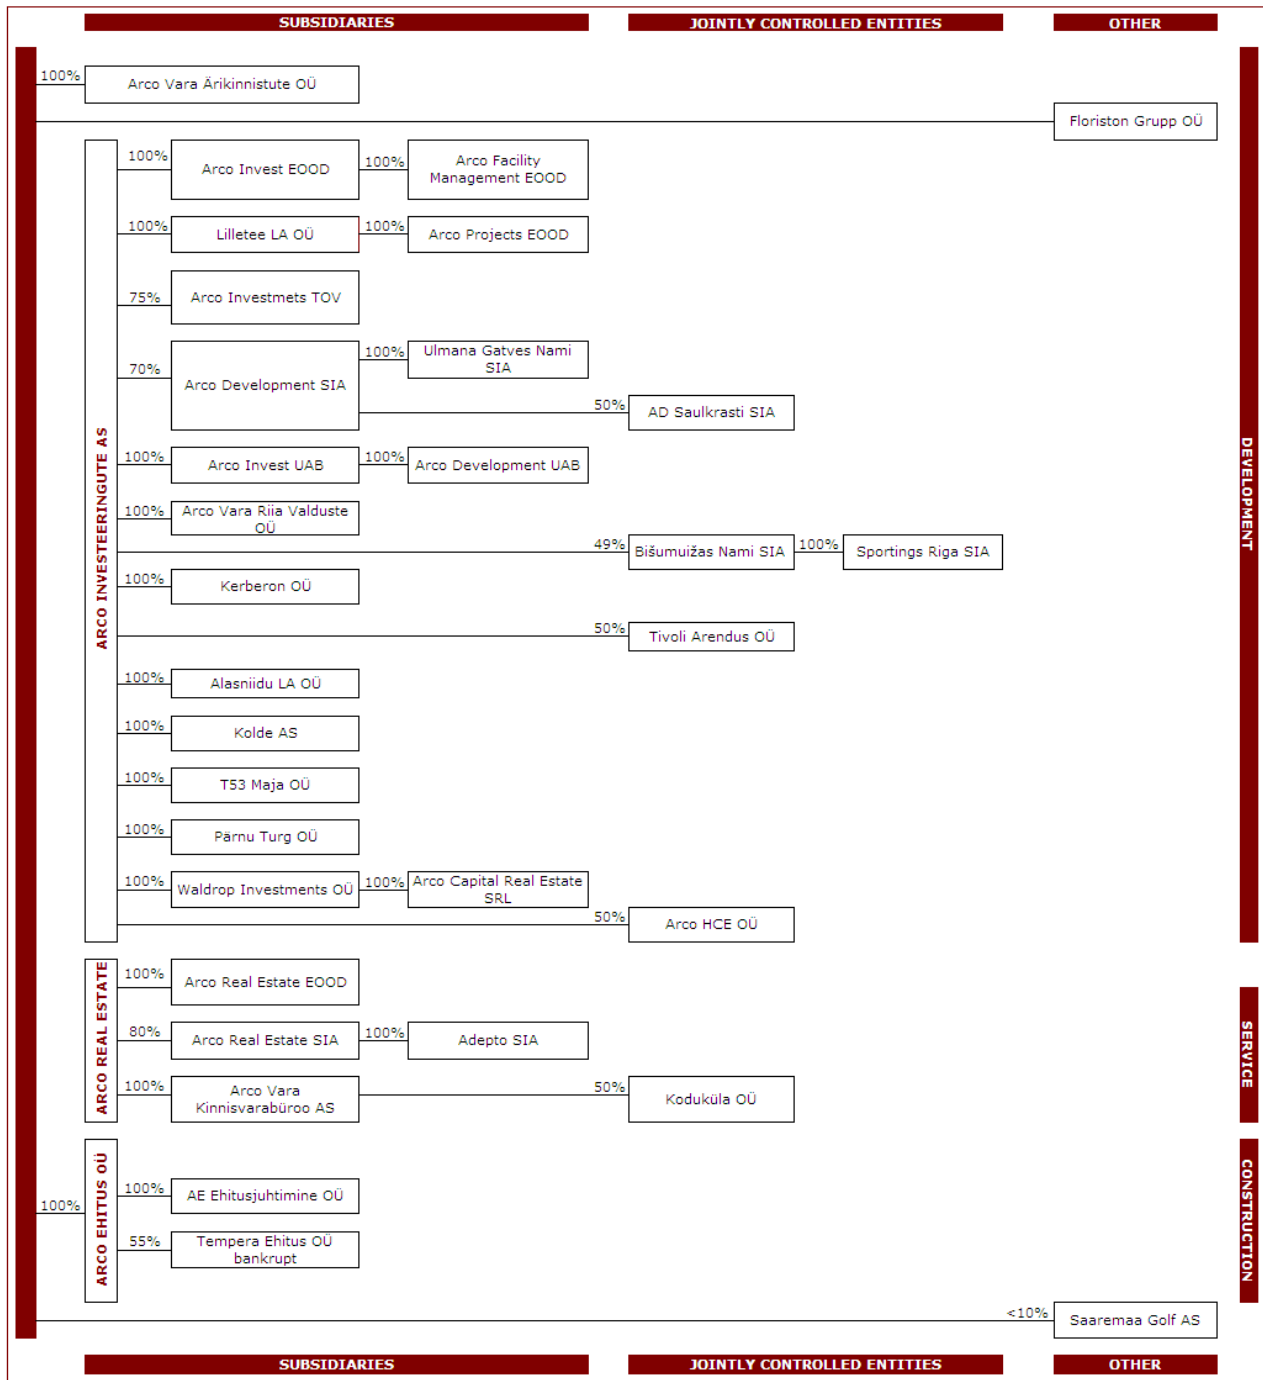 SUBSIDIARIES
JOINTLY CONTROLLED ENTITIES
OTHER
100%
Arco Vara Ärikinnistute OÜ
Floriston Grupp OÜ
ARCO INVESTEERINGUTE AS
DEVELOPMENT
100%
Arco Invest EOOD
100%
Arco Facility
Management EOOD
100%
Lilletee LA OÜ
100%
Arco Projects EOOD
75%
Arco Investmets TOV
70%
Arco Development SIA
100%
Ulmana Gatves Nami
SIA
50%
AD Saulkrasti SIA
100%
Arco Invest UAB
100%
Arco Development UAB
100%
Arco Vara Riia Valduste
OÜ
49%
Bišumuižas Nami SIA
100%
Sportings Riga SIA
100%
Kerberon OÜ
50%
Tivoli Arendus OÜ
100%
Alasniidu LA OÜ
100%
Kolde AS
100%
T53 Maja OÜ
100%
Pärnu Turg OÜ
100%
Waldrop Investments OÜ
100%
Arco Capital Real Estate
SRL
50%
Arco HCE OÜ
ARCO REAL ESTATE
SERVICE
100%
Arco Real Estate EOOD
80%
Arco Real Estate SIA
100%
Adepto SIA
100%
Arco Vara
Kinnisvarabüroo AS
50%
Koduküla OÜ
100%
ARCO EHITUS OÜ
CONSTRUCTION
100%
AE Ehitusjuhtimine OÜ
55%
Tempera Ehitus OÜ
bankrupt
<10%
Saaremaa Golf AS
SUBSIDIARIES
JOINTLY CONTROLLED ENTITIES
OTHER